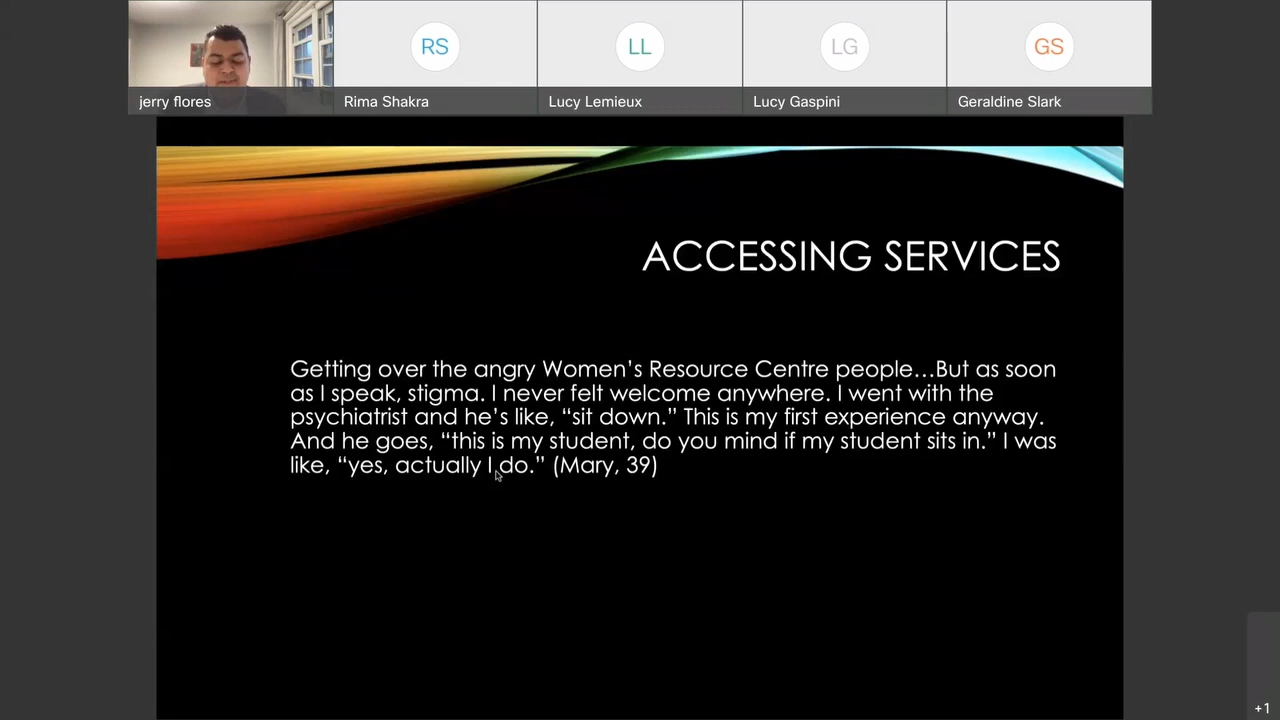 RS
LL
LG
GS
jerry flores
Rima Shakra
Lucy Lemieux
Lucy Gaspini
Geraldine Slark
ACCESSING SERVICES
Getting over the angry Women’s Resource Centre people…But as soon
as I speak, stigma. I never felt welcome anywhere. I went with the
psychiatrist and he’s like, “sit down.” This is my first experience anyway.
And he goes, “this is my student, do you mind if my student sits in.” I was
like, “yes, actually I do.” (Mary, 39)
+1